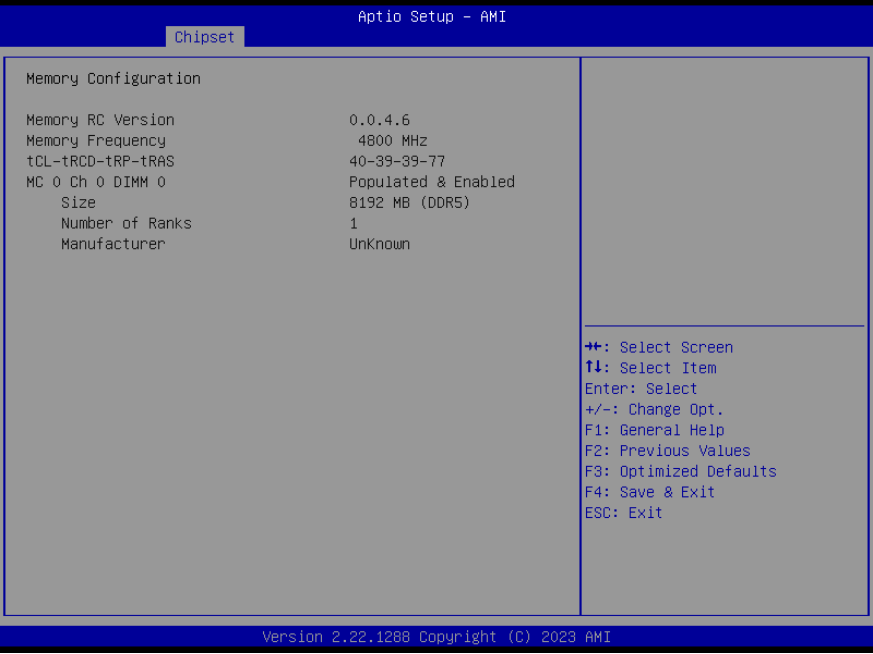 Aptio Setup – AMI
Chipset
Memory Configuration
Memory RC Version 0.0.4.6
Memory Frequency 4800 MHz
tCL-tRCD-tRP-tRAS 40-39-39-77
MC 0 Ch 0 DIMM 0 Populated & Enabled
Size 8192 MB (DDR5)
Number of Ranks 1
Manufacturer UnKnown
→←: Select Screen
↑↓: Select Item
Enter: Select
+/-: Change Opt.
F1: General Help
F2: Previous Values
F3: Optimized Defaults
F4: Save & Exit
ESC: Exit
Version 2.22.1288 Copyright (C) 2023 AMI